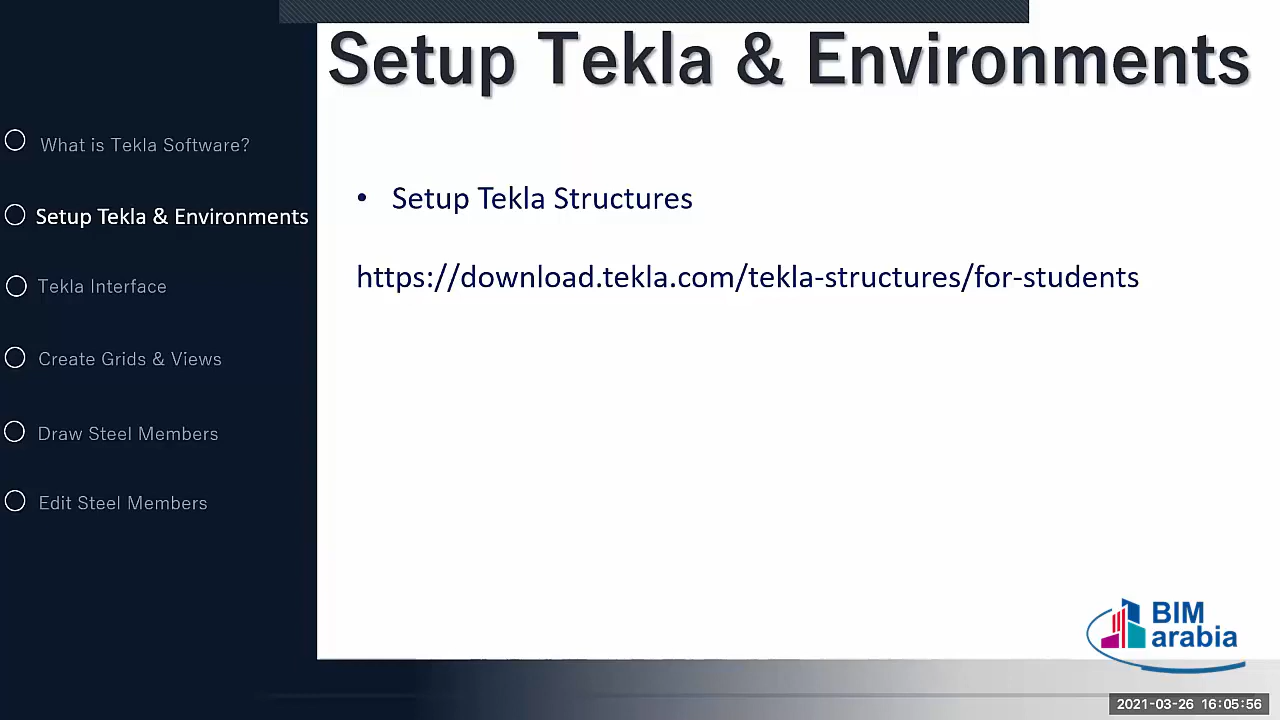 Setup Tekla & Environments
What is Tekla Software?
Setup Tekla & Environments
Tekla Interface
Create Grids & Views
Draw Steel Members
Edit Steel Members
• Setup Tekla Structures
https://download.tekla.com/tekla-structures/for-students
BIM
arabia
2021-03-26 16:05:56